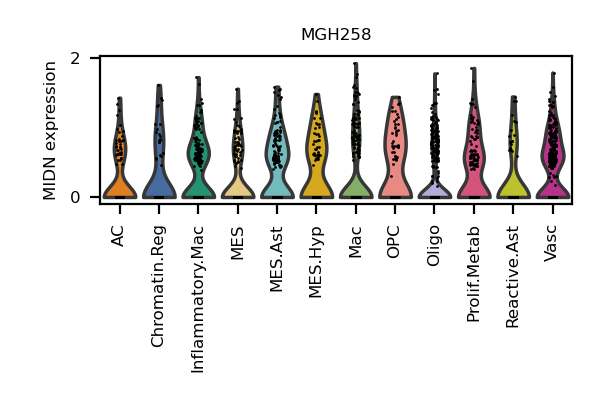 MGH258
MIDN expression
2
0
AC
Chromatin.Reg
Inflammatory.Mac
MES
MES.Ast
MES.Hyp
Mac
OPC
Oligo
Prolif.Metab
Reactive.Ast
Vasc